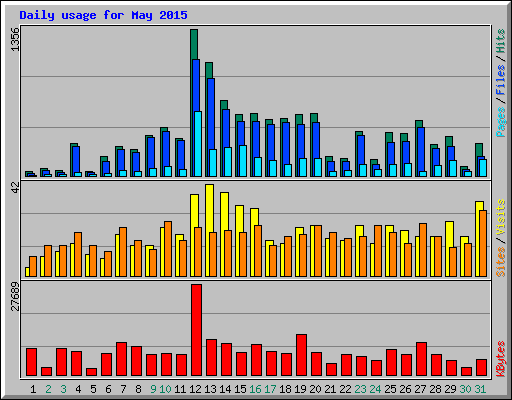 Daily usage for May 2015
1356
Pages / Files / Hits
42
Sites / Visits
27689
KBytes
1 2 3 4 5 6 7 8 9 10 11 12 13 14 15 16 17 18 19 20 21 22 23 24 25 26 27 28 29 30 31